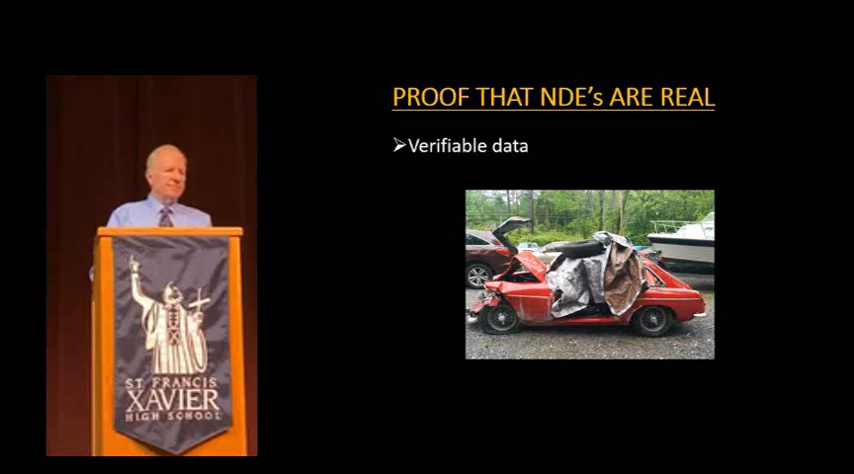 PROOF THAT NDE's ARE REAL
➢Verifiable data
ST. FRANCIS
XAVIER
HIGH SCHOOL